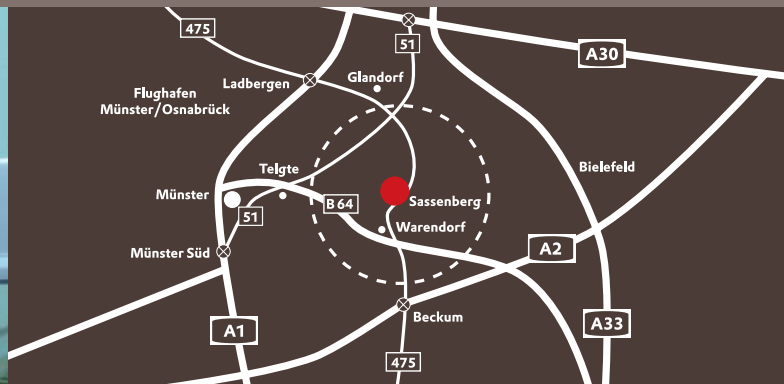 475
51
A30
Ladbergen
Glandorf
Flughafen
Münster/Osnabrück
Telgte
Bielefeld
Münster
B 64
Sassenberg
51
Warendorf
Münster Süd
A2
Beckum
A1
A33
475